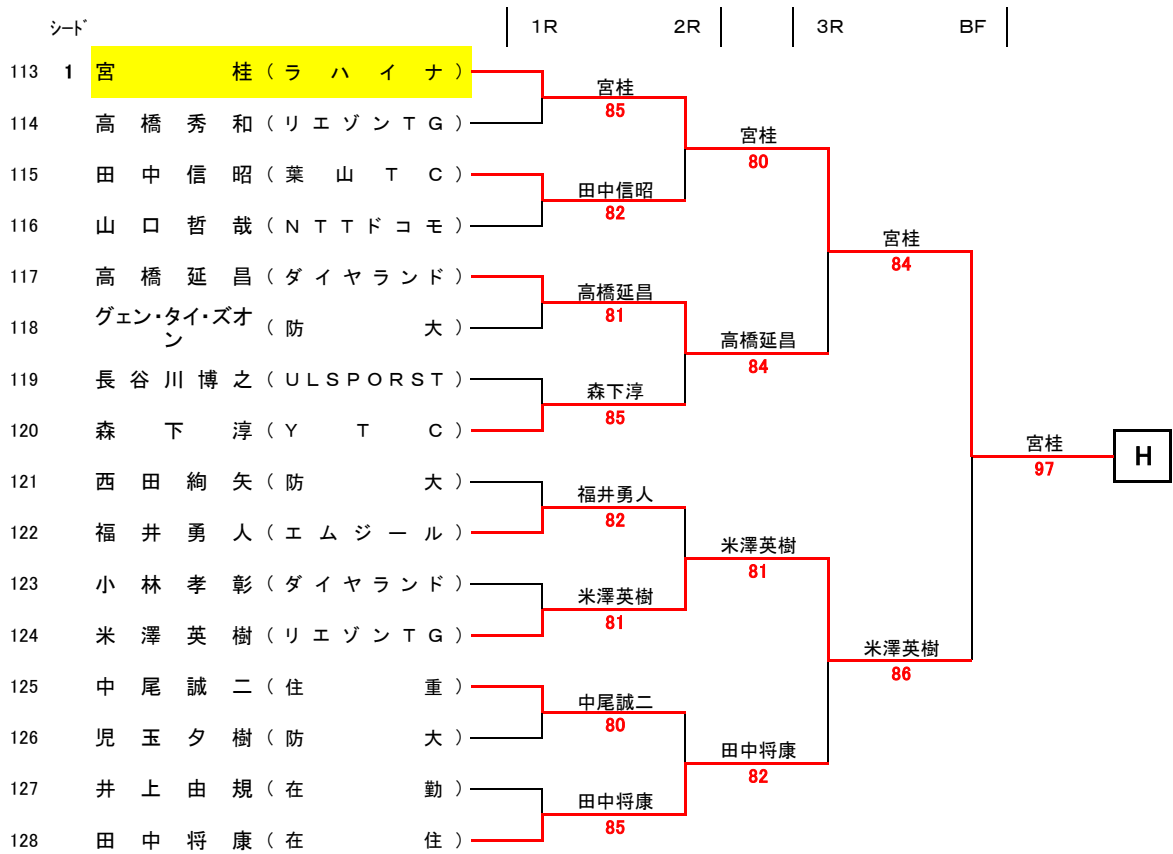 シード 1R 2R 3R BF
113 1 宮 桂 ( ラ ハ イ ナ )
宮桂
85
114 高 橋 秀 和 ( リ エ ゾ ン T G )
宮桂
80
115 田 中 信 昭 ( 葉 山 T C )
田中信昭
82
116 山 口 哲 哉 ( N T T ド コ モ )
宮桂
84
117 高 橋 延 昌 ( ダ イ ヤ ラ ン ド )
高橋延昌
81
118 グェン・タイ・ズオン ( 防 大 )
高橋延昌
84
119 長 谷 川 博 之 ( U L S P O R S T )
森下淳
85
120 森 下 淳 ( Y T C )
宮桂
97
H
121 西 田 絢 矢 ( 防 大 )
福井勇人
82
122 福 井 勇 人 ( エ ム ジ ー ル )
米澤英樹
81
123 小 林 孝 彰 ( ダ イ ヤ ラ ン ド )
米澤英樹
81
124 米 澤 英 樹 ( リ エ ゾ ン T G )
米澤英樹
86
125 中 尾 誠 二 ( 住 重 )
中尾誠二
80
126 児 玉 夕 樹 ( 防 大 )
田中将康
82
127 井 上 由 規 ( 在 勤 )
田中将康
85
128 田 中 将 康 ( 在 住 )